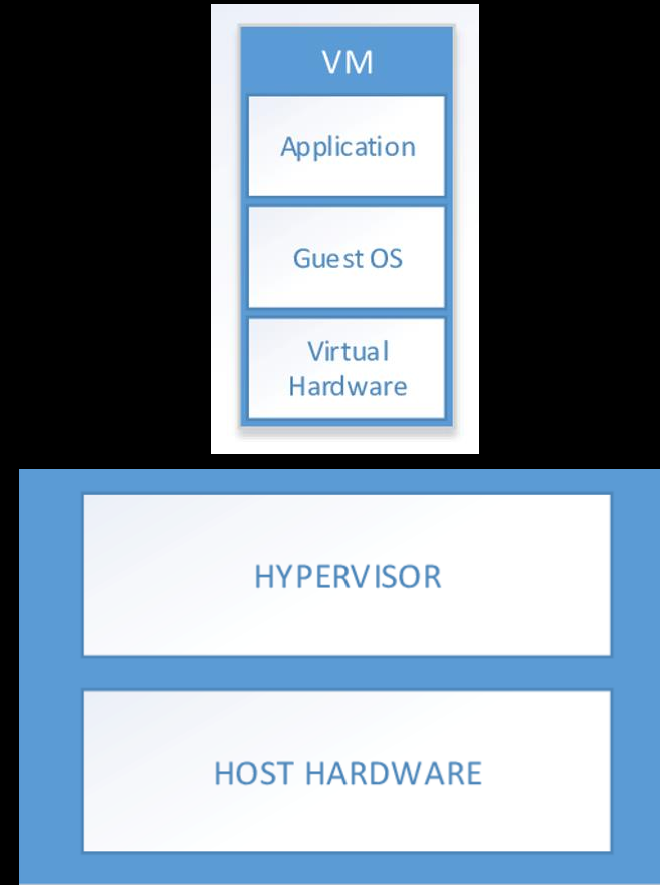 VM
Application
Guest OS
Virtual
Hardware
HYPERVISOR
HOST HARDWARE